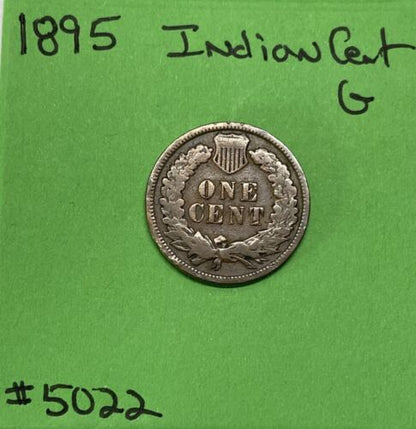 1895 Indian Cent
G
ONE
CENT
#5022